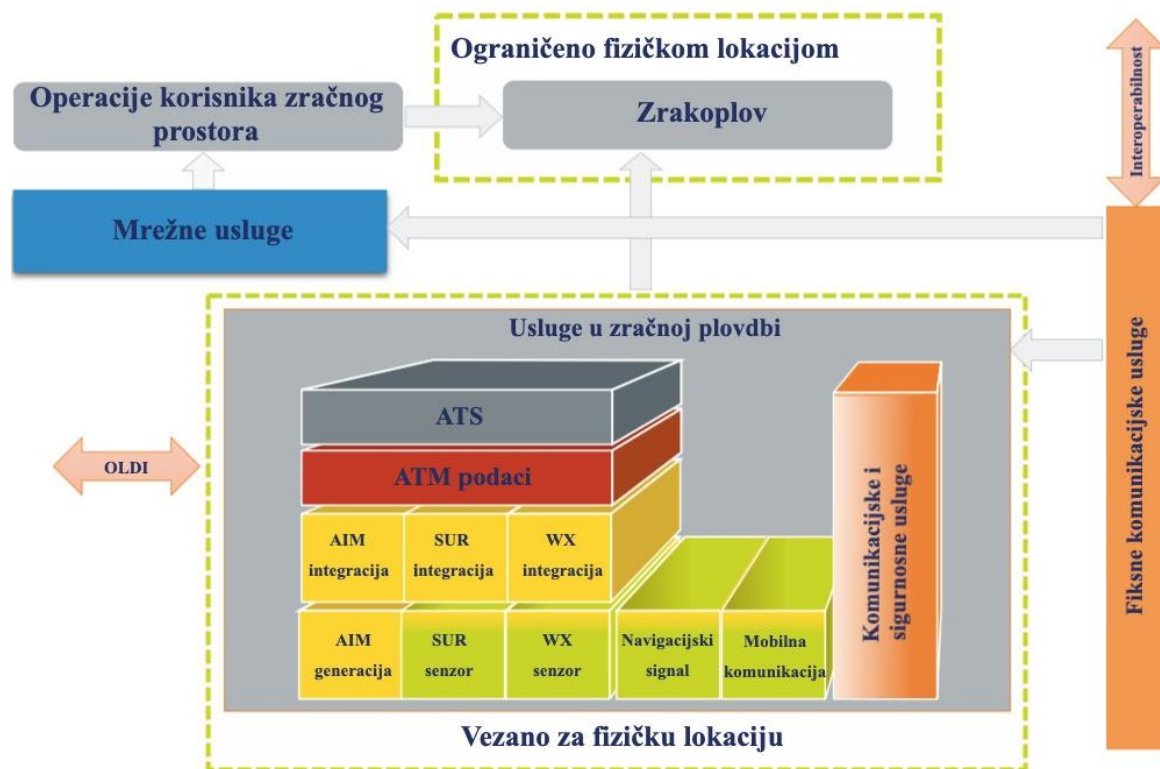 Ograničeno fizičkom lokacijom
Operacije korisnika zračnog
prostora
Zrakoplov
Interoperabilnost
Mrežne usluge
Usluge u zračnoj plovdbi
ATS
OLDI
ATM podaci
AIM
integracija
SUR
integracija
WX
integracija
AIM
generacija
SUR
senzor
WX
senzor
Navigacijski
signal
Mobilna
komunikacija
Komunikacijske i
sigurnosne usluge
Fiksne komunikacijske usluge
Vezano za fizičku lokaciju